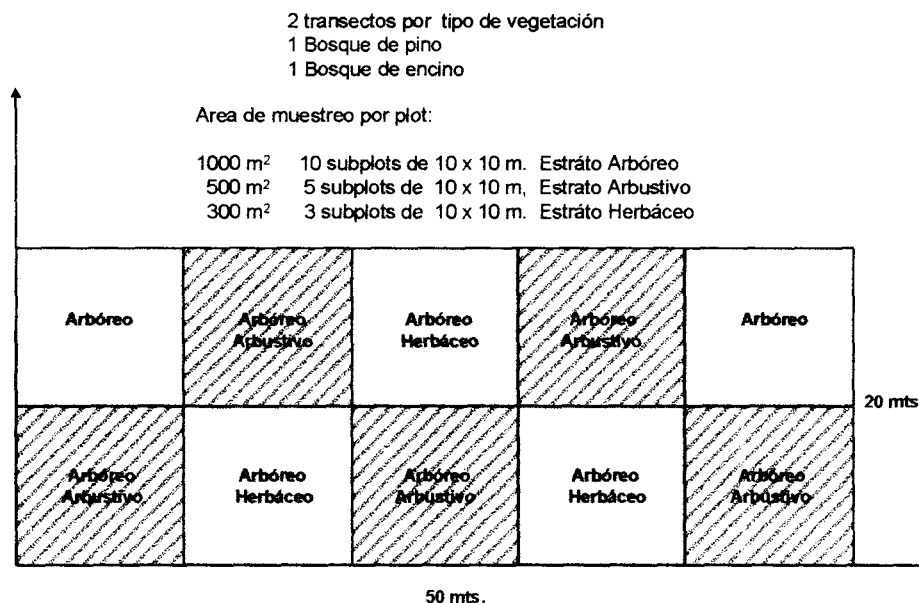 2 transectos por tipo de vegetación
1 Bosque de pino
1 Bosque de encino
Area de muestreo por plot:
1000 m² 10 subplots de 10 x 10 m. Estráto Arbóreo
500 m² 5 subplots de 10 x 10 m, Estrato Arbustivo
300 m² 3 subplots de 10 x 10 m. Estráto Herbáceo
Arbóreo
Arbóreo
Arbustivo
Arbóreo
Herbáceo
Arbóreo
Arbustivo
Arbóreo
20 mts
Arbóreo
Arbustivo
Arbóreo
Herbáceo
Arbóreo
Arbustivo
Arbóreo
Herbáceo
Arbóreo
Arbustivo
50 mts.